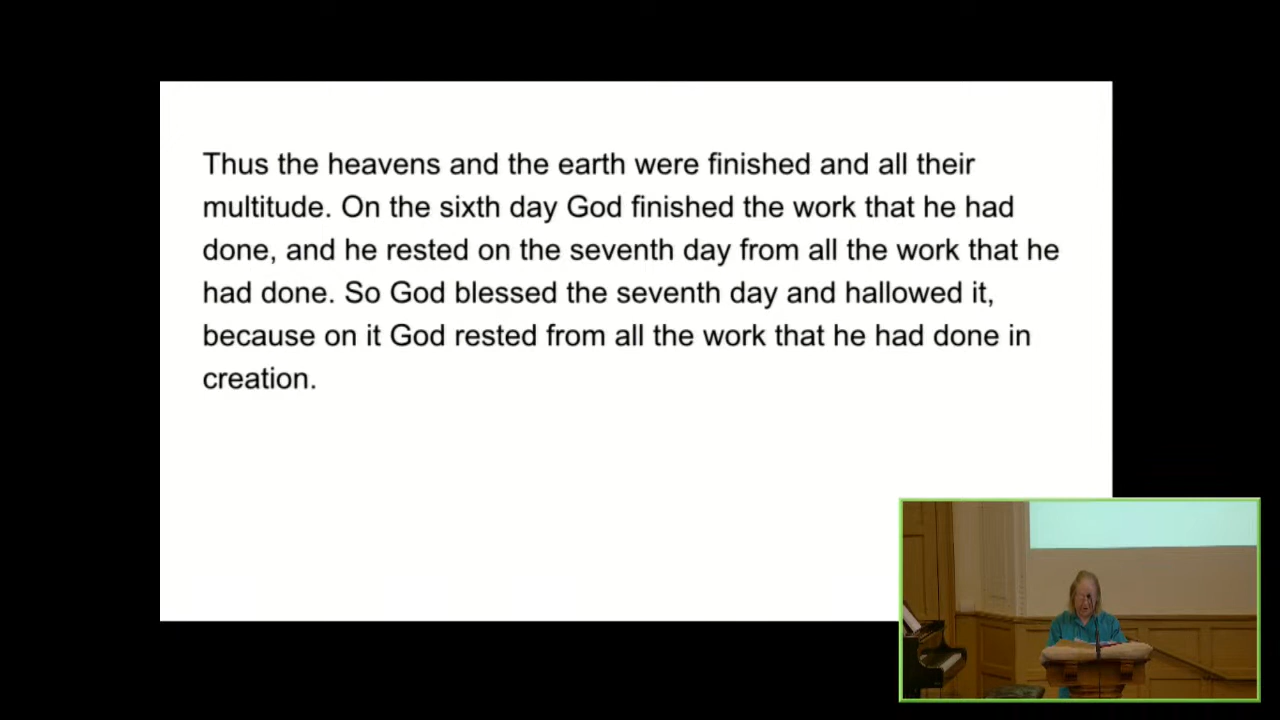 Thus the heavens and the earth were finished and all their
multitude. On the sixth day God finished the work that he had
done, and he rested on the seventh day from all the work that he
had done. So God blessed the seventh day and hallowed it,
because on it God rested from all the work that he had done in
creation.